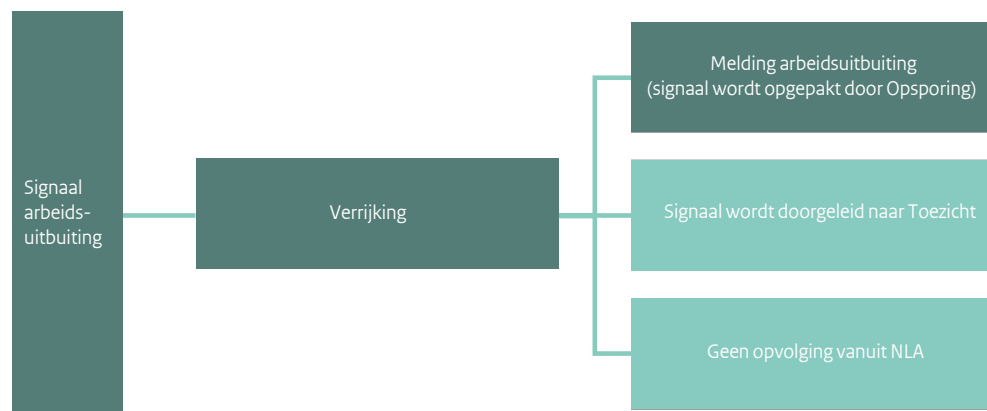 Signaal
arbeids-
uitbuiting
Verrijking
Melding arbeidsuitbuiting
(signaal wordt opgepakt door Opsporing)
Signaal wordt doorgeleid naar Toezicht
Geen opvolging vanuit NLA